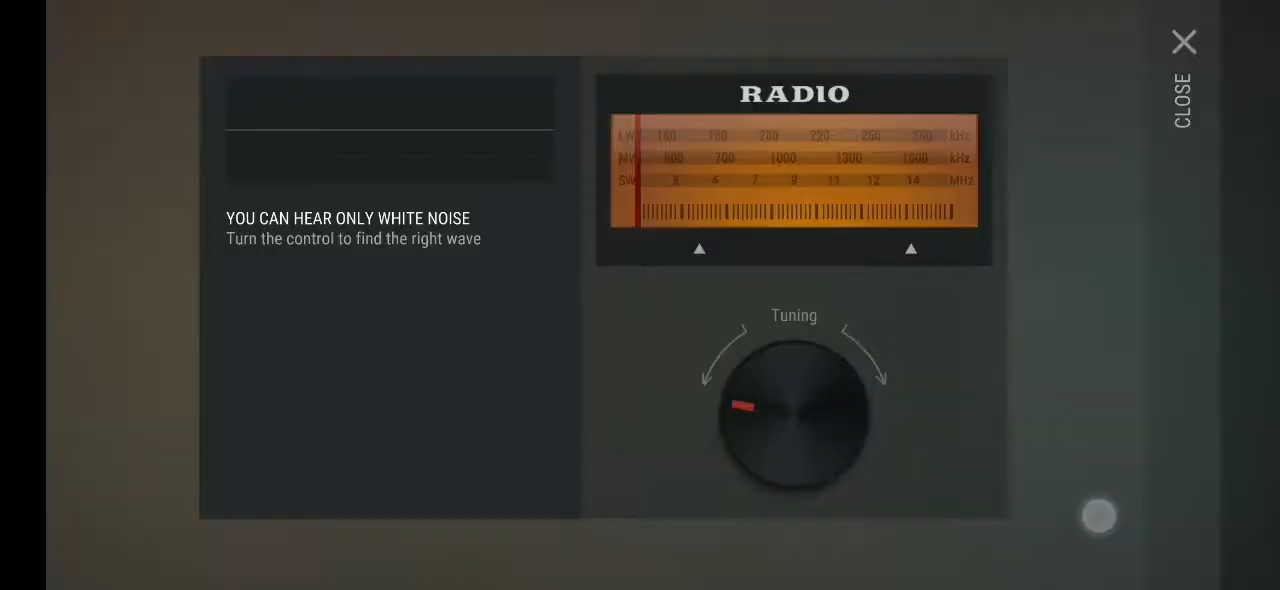 RADIO
LW 160 180 200 220 260 300 kHz
MW 600 700 1000 1300 1600 kHz
SW 3 4 7 9 11 12 14 MHz
YOU CAN HEAR ONLY WHITE NOISE
Turn the control to find the right wave
Tuning
CLOSE